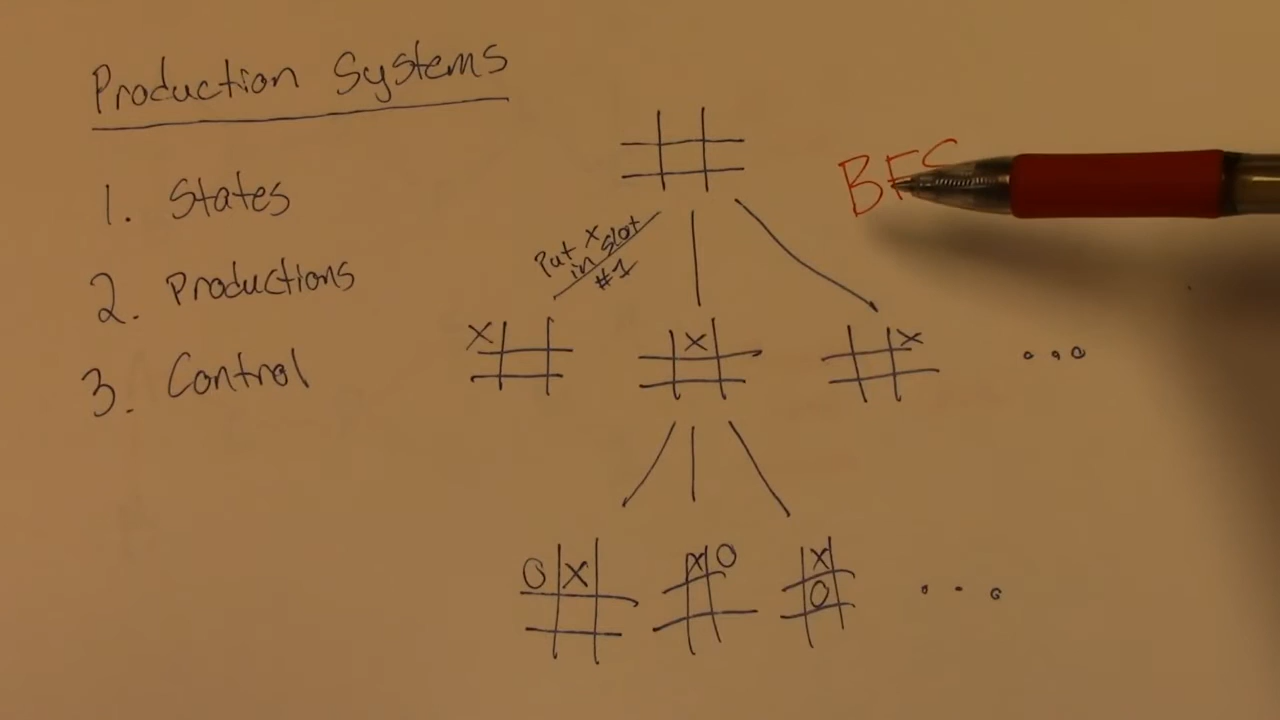 Production Systems
1. States
2. Productions
3. Control
BFS
Put X
in slot
#1
X
X
X
O X
X O
X
O